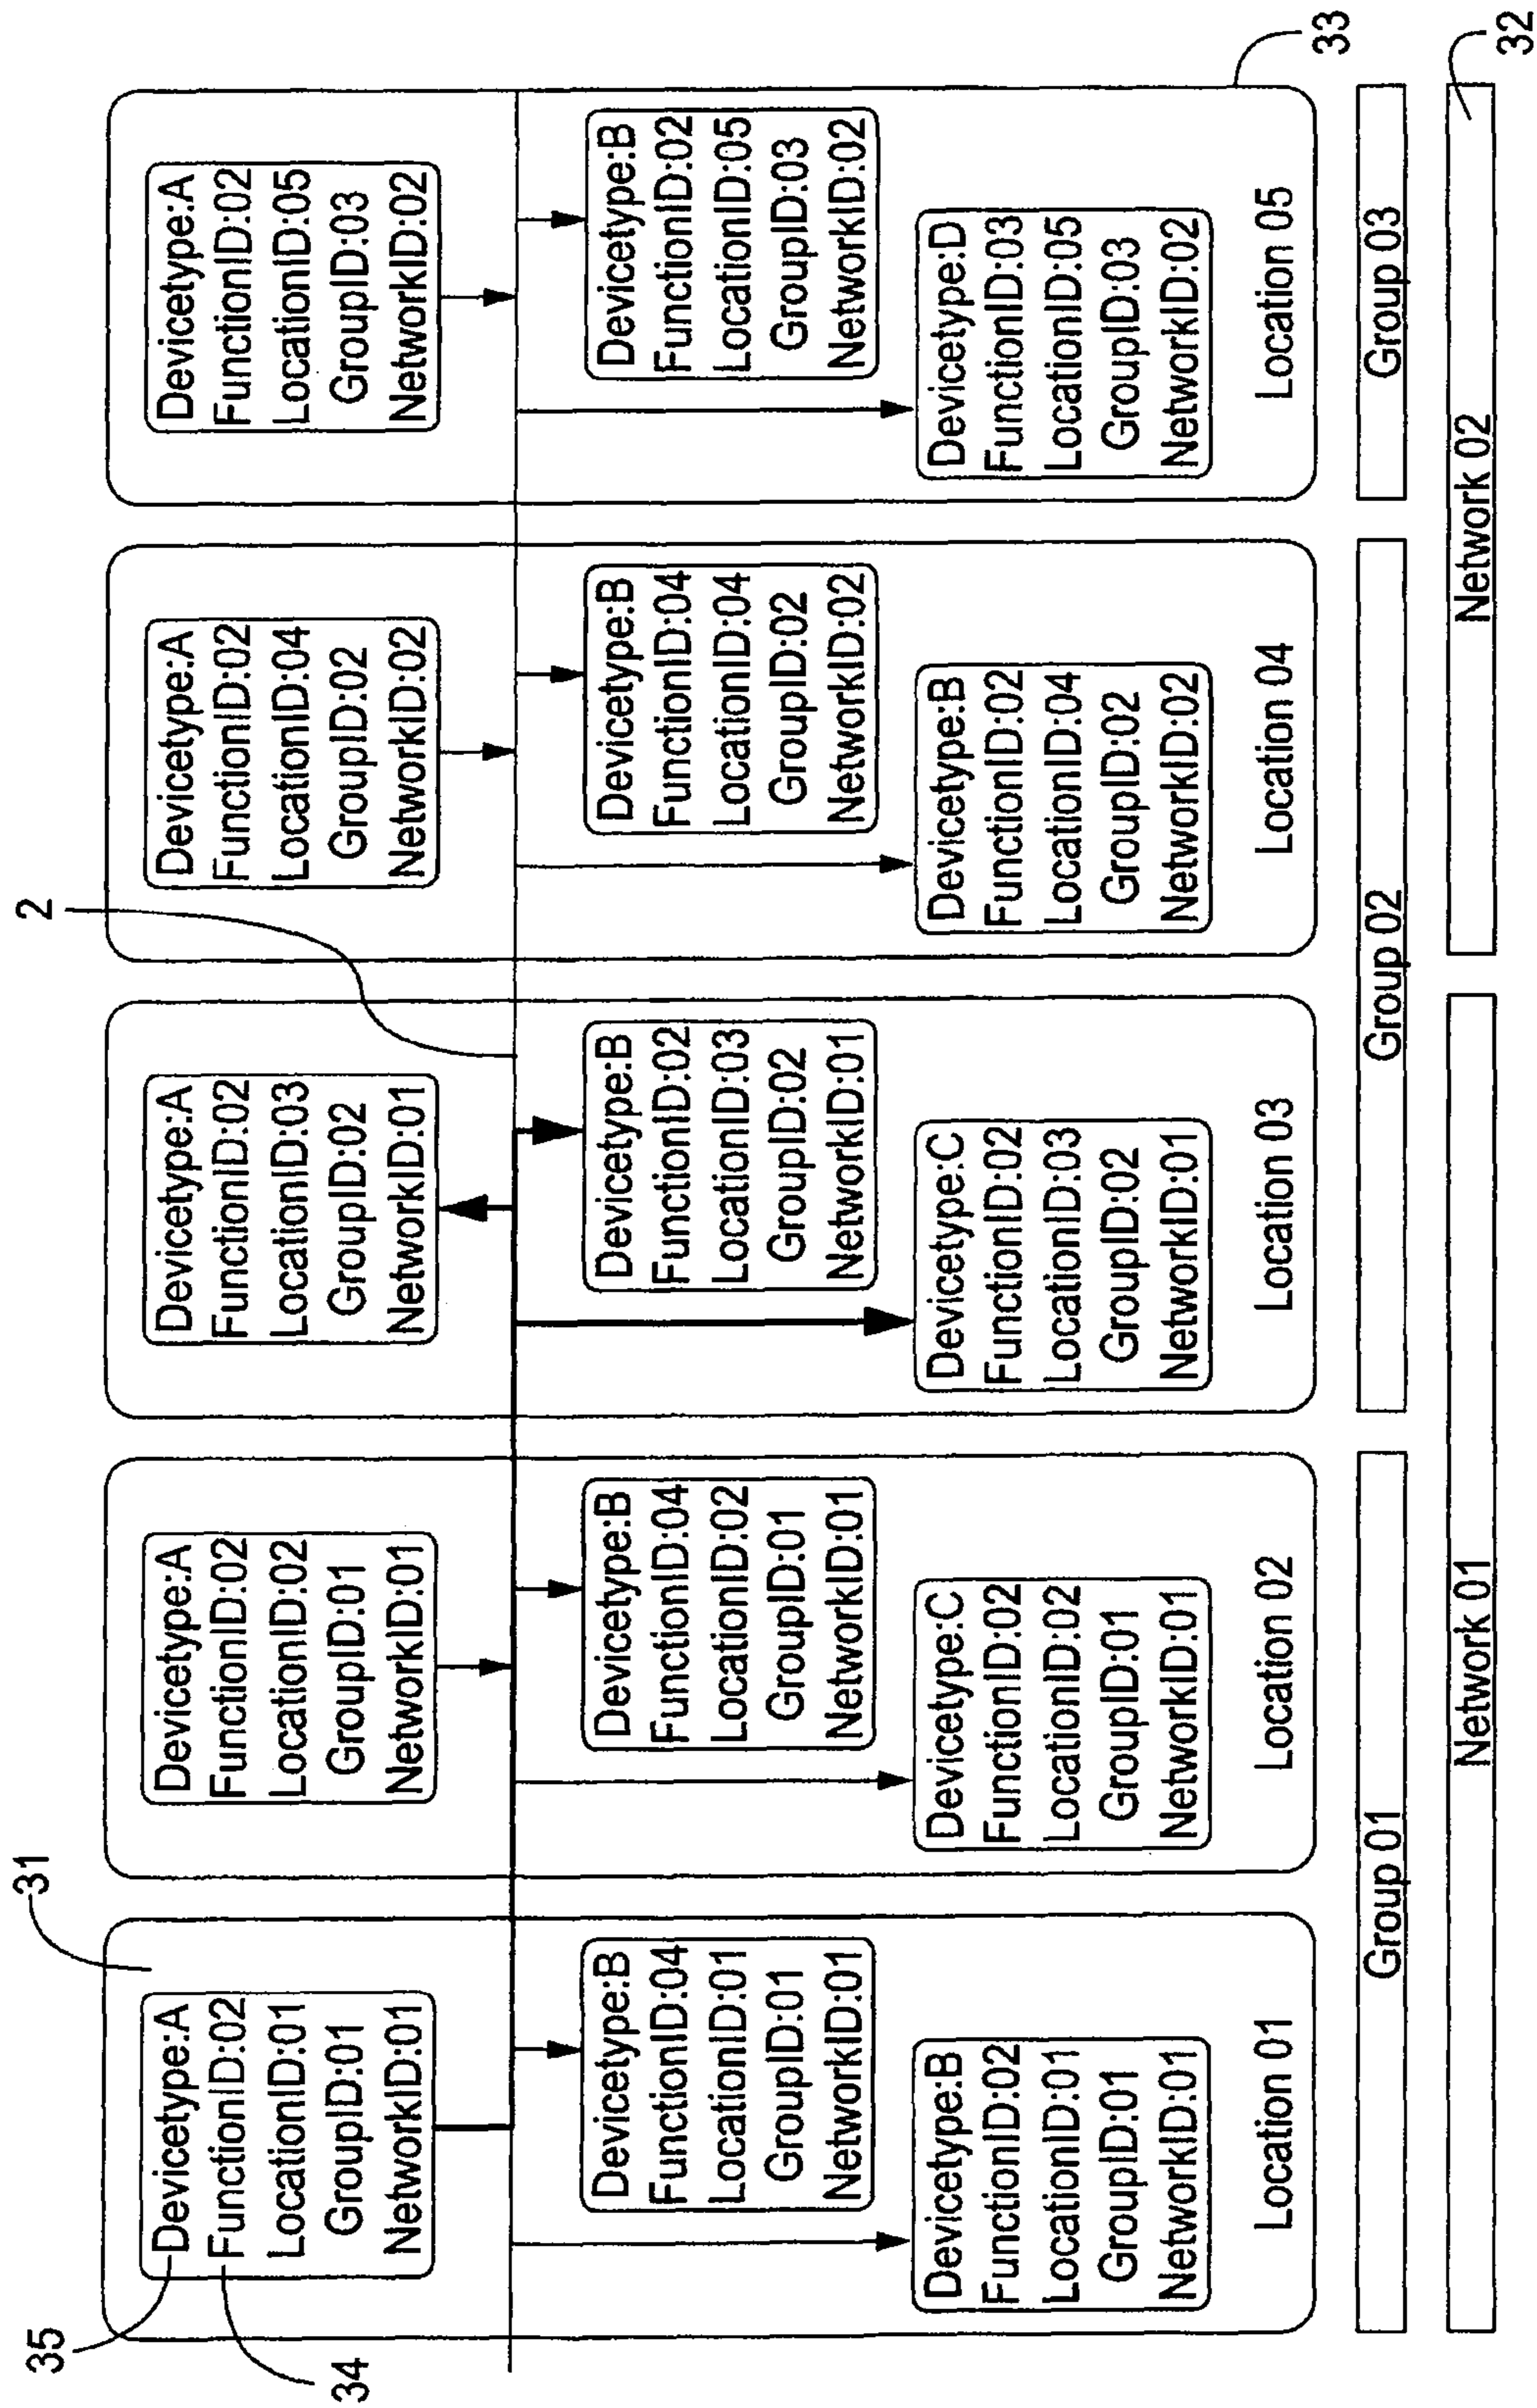 35
34
31
2
33
32
Devicetype:A
FunctionID:02
LocationID:01
GroupID:01
NetworkID:01
Devicetype:B
FunctionID:04
LocationID:01
GroupID:01
NetworkID:01
Devicetype:B
FunctionID:02
LocationID:01
GroupID:01
NetworkID:01
Location 01
Devicetype:A
FunctionID:02
LocationID:02
GroupID:01
NetworkID:01
Devicetype:B
FunctionID:04
LocationID:02
GroupID:01
NetworkID:01
Devicetype:C
FunctionID:02
LocationID:02
GroupID:01
NetworkID:01
Location 02
Devicetype:A
FunctionID:02
LocationID:03
GroupID:02
NetworkID:01
Devicetype:B
FunctionID:02
LocationID:03
GroupID:02
NetworkID:01
Devicetype:C
FunctionID:02
LocationID:03
GroupID:02
NetworkID:01
Location 03
Devicetype:A
FunctionID:02
LocationID:04
GroupID:02
NetworkID:02
Devicetype:B
FunctionID:04
LocationID:04
GroupID:02
NetworkID:02
Devicetype:B
FunctionID:02
LocationID:04
GroupID:02
NetworkID:02
Location 04
Devicetype:A
FunctionID:02
LocationID:05
GroupID:03
NetworkID:02
Devicetype:B
FunctionID:02
LocationID:05
GroupID:03
NetworkID:02
Devicetype:D
FunctionID:03
LocationID:05
GroupID:03
NetworkID:02
Location 05
Group 01
Group 02
Group 03
Network 01
Network 02